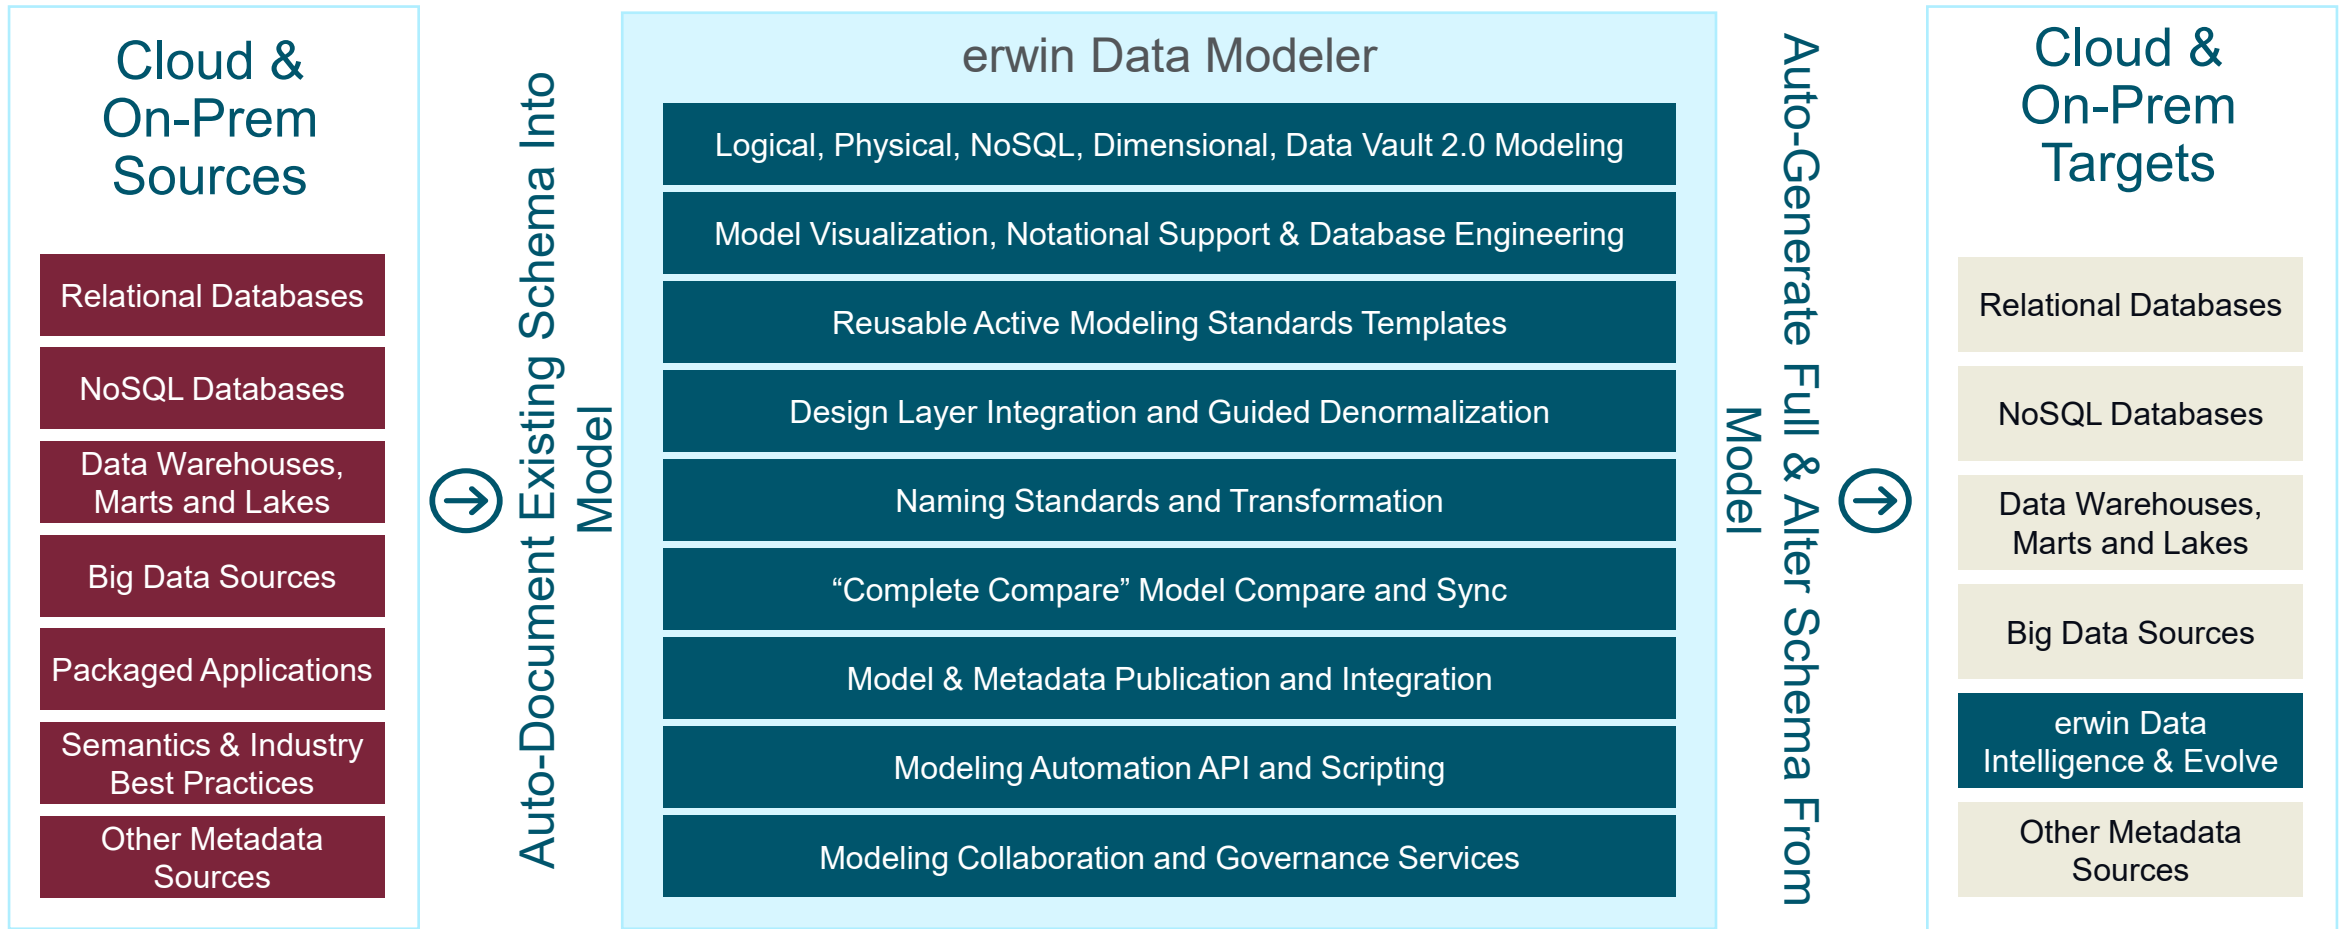 Cloud &
On-Prem
Sources
Relational Databases
NoSQL Databases
Data Warehouses,
Marts and Lakes
Big Data Sources
Packaged Applications
Semantics & Industry
Best Practices
Other Metadata
Sources
Auto-Document Existing Schema Into
Model
erwin Data Modeler
Logical, Physical, NoSQL, Dimensional, Data Vault 2.0 Modeling
Model Visualization, Notational Support & Database Engineering
Reusable Active Modeling Standards Templates
Design Layer Integration and Guided Denormalization
Naming Standards and Transformation
“Complete Compare” Model Compare and Sync
Model & Metadata Publication and Integration
Modeling Automation API and Scripting
Modeling Collaboration and Governance Services
Auto-Generate Full & Alter Schema From
Model
Cloud &
On-Prem
Targets
Relational Databases
NoSQL Databases
Data Warehouses,
Marts and Lakes
Big Data Sources
erwin Data
Intelligence & Evolve
Other Metadata
Sources